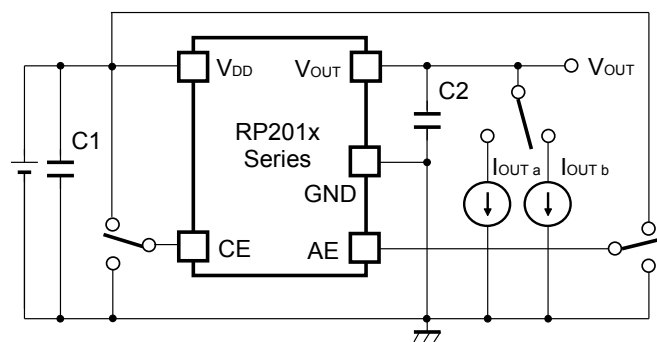 VDD
VOUT
VOUT
C2
C1
RP201x
Series
IOUT a
IOUT b
GND
CE
AE